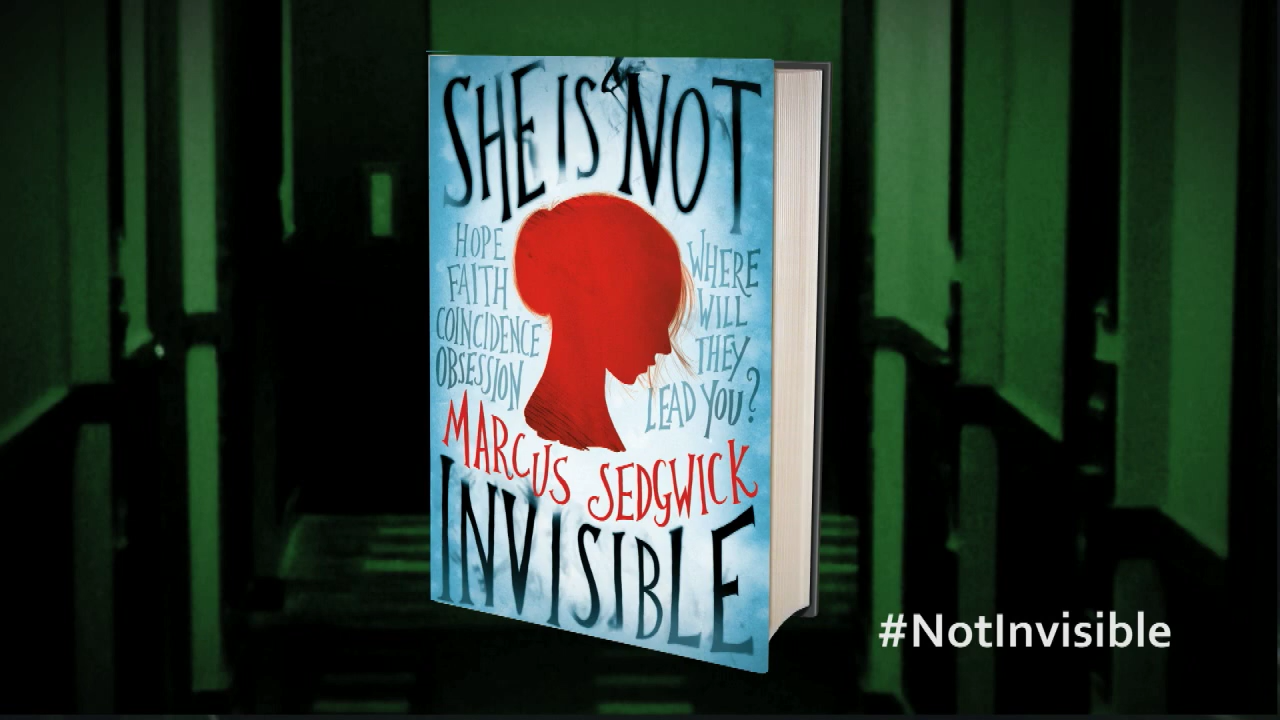 SHE IS NOT
HOPE
FAITH
COINCIDENCE
OBSESSION
WHERE
WILL
THEY
LEAD YOU?
MARCUS SEDGWICK
INVISIBLE
#NotInvisible